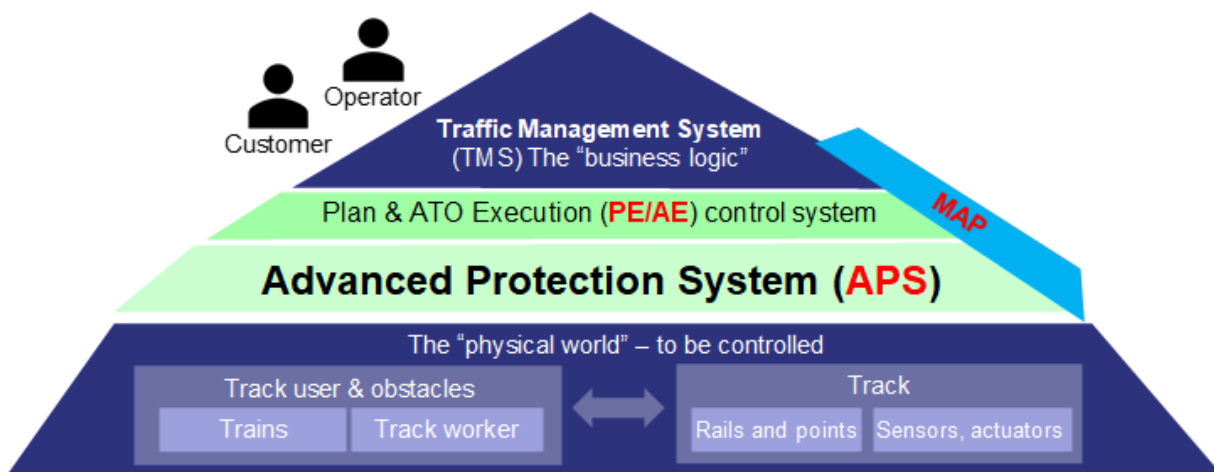 Operator
Customer
Traffic Management System
(TMS) The “business logic”
MAP
Plan & ATO Execution (PE/AE) control system
Advanced Protection System (APS)
The “physical world” – to be controlled
Track user & obstacles
Trains
Track worker
Track
Rails and points
Sensors, actuators